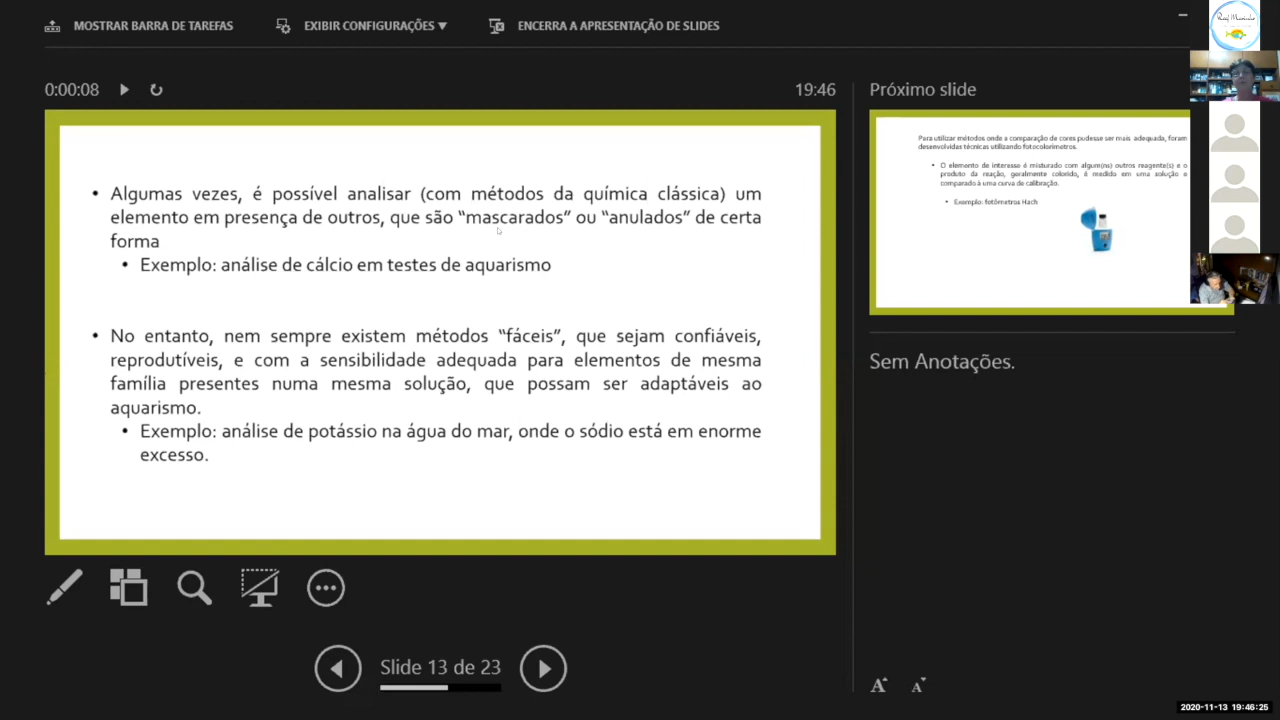 MOSTRAR BARRA DE TAREFAS
EXIBIR CONFIGURAÇÕES ▼
ENCERRA A APRESENTAÇÃO DE SLIDES
0:00:08
19:46
• Algumas vezes, é possível analisar (com métodos da química clássica) um
elemento em presença de outros, que são “mascarados” ou “anulados” de certa
forma
• Exemplo: análise de cálcio em testes de aquarismo
• No entanto, nem sempre existem métodos “fáceis”, que sejam confiáveis,
reprodutíveis, e com a sensibilidade adequada para elementos de mesma
família presentes numa mesma solução, que possam ser adaptáveis ao
aquarismo.
• Exemplo: análise de potássio na água do mar, onde o sódio está em enorme
excesso.
Slide 13 de 23
Próximo slide
Para utilizar métodos onde a comparação de cores pudesse ser mais adequada, foram
desenvolvidas técnicas utilizando fotocolorímetros.
• O elemento de interesse é misturado com algum(ns) outros reagente(s) e o
produto da reação, geralmente colorido, é medido em uma solução e
comparado à uma curva de calibração.
• Exemplo: fotômetros Hach
Sem Anotações.
A A
2020-11-13 19:46:25